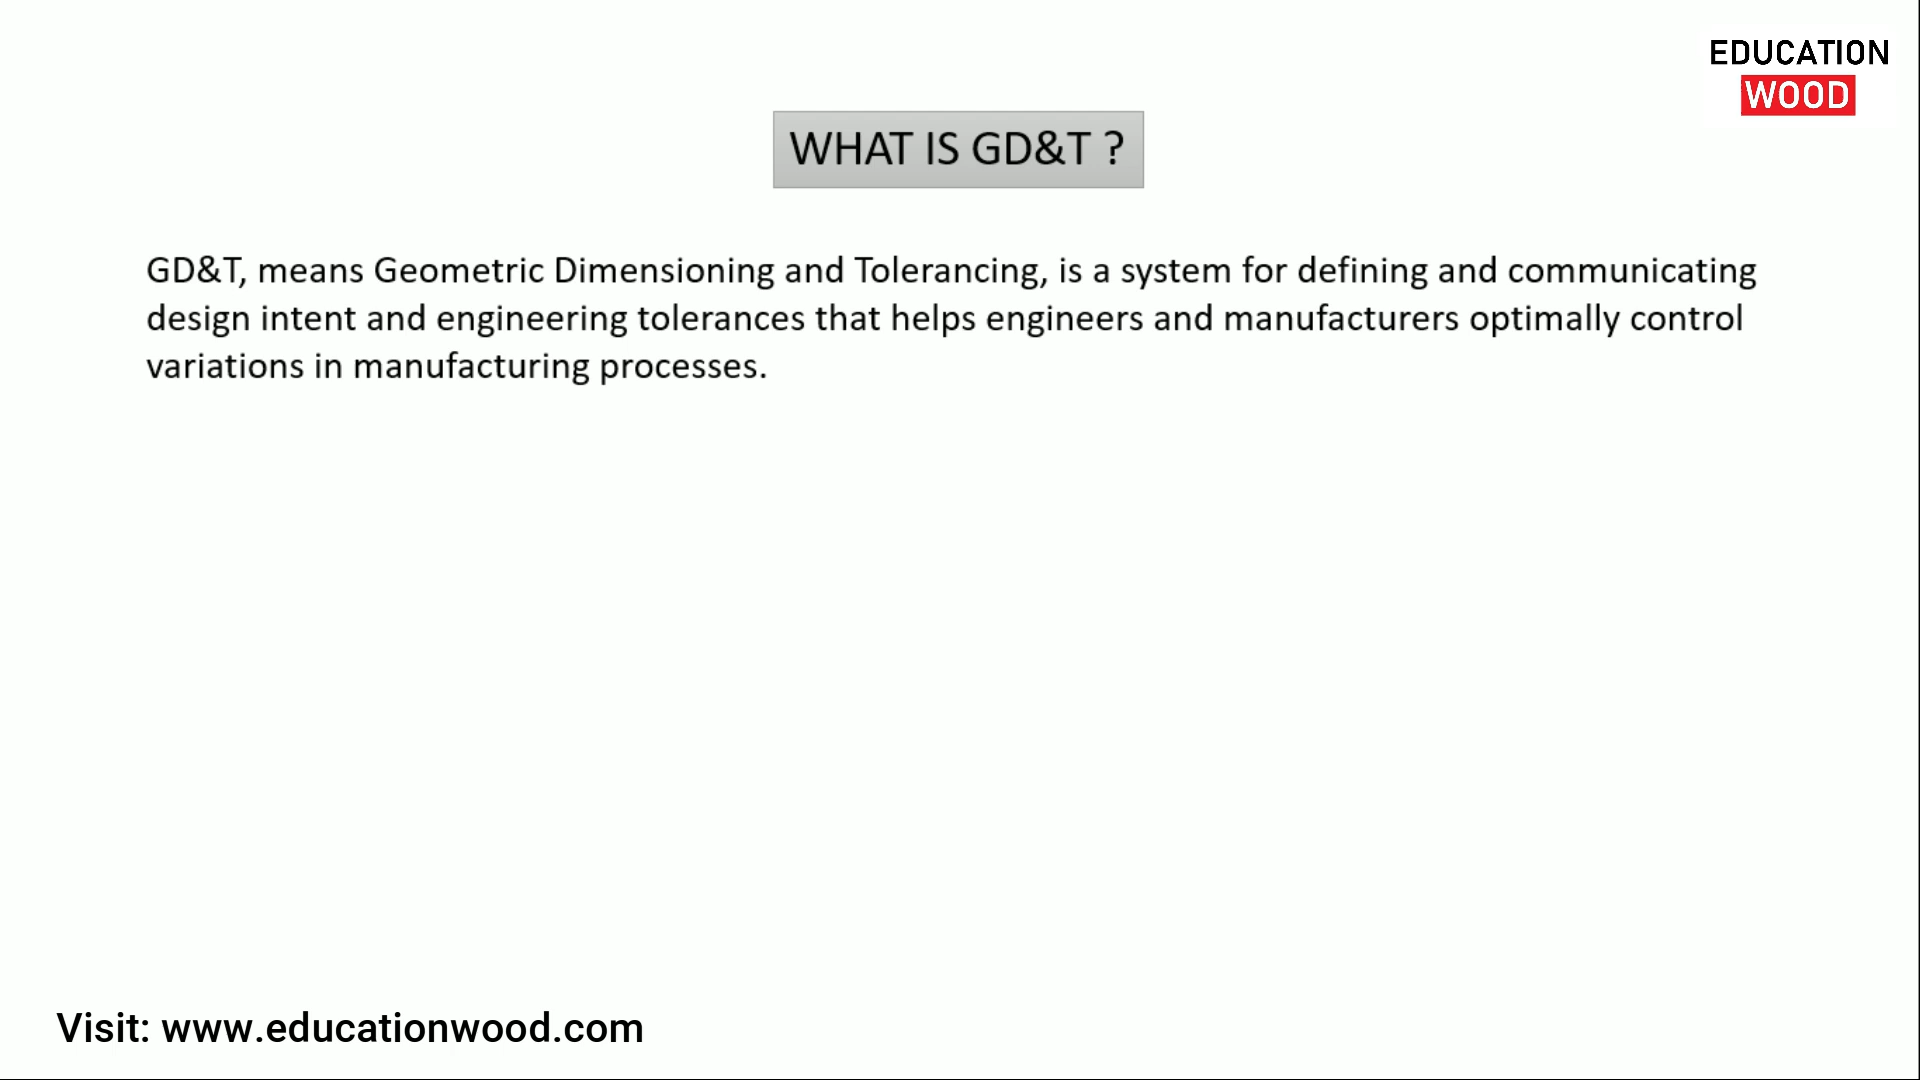 EDUCATION
WOOD
WHAT IS GD&T ?
GD&T, means Geometric Dimensioning and Tolerancing, is a system for defining and communicating
design intent and engineering tolerances that helps engineers and manufacturers optimally control
variations in manufacturing processes.
Visit: www.educationwood.com